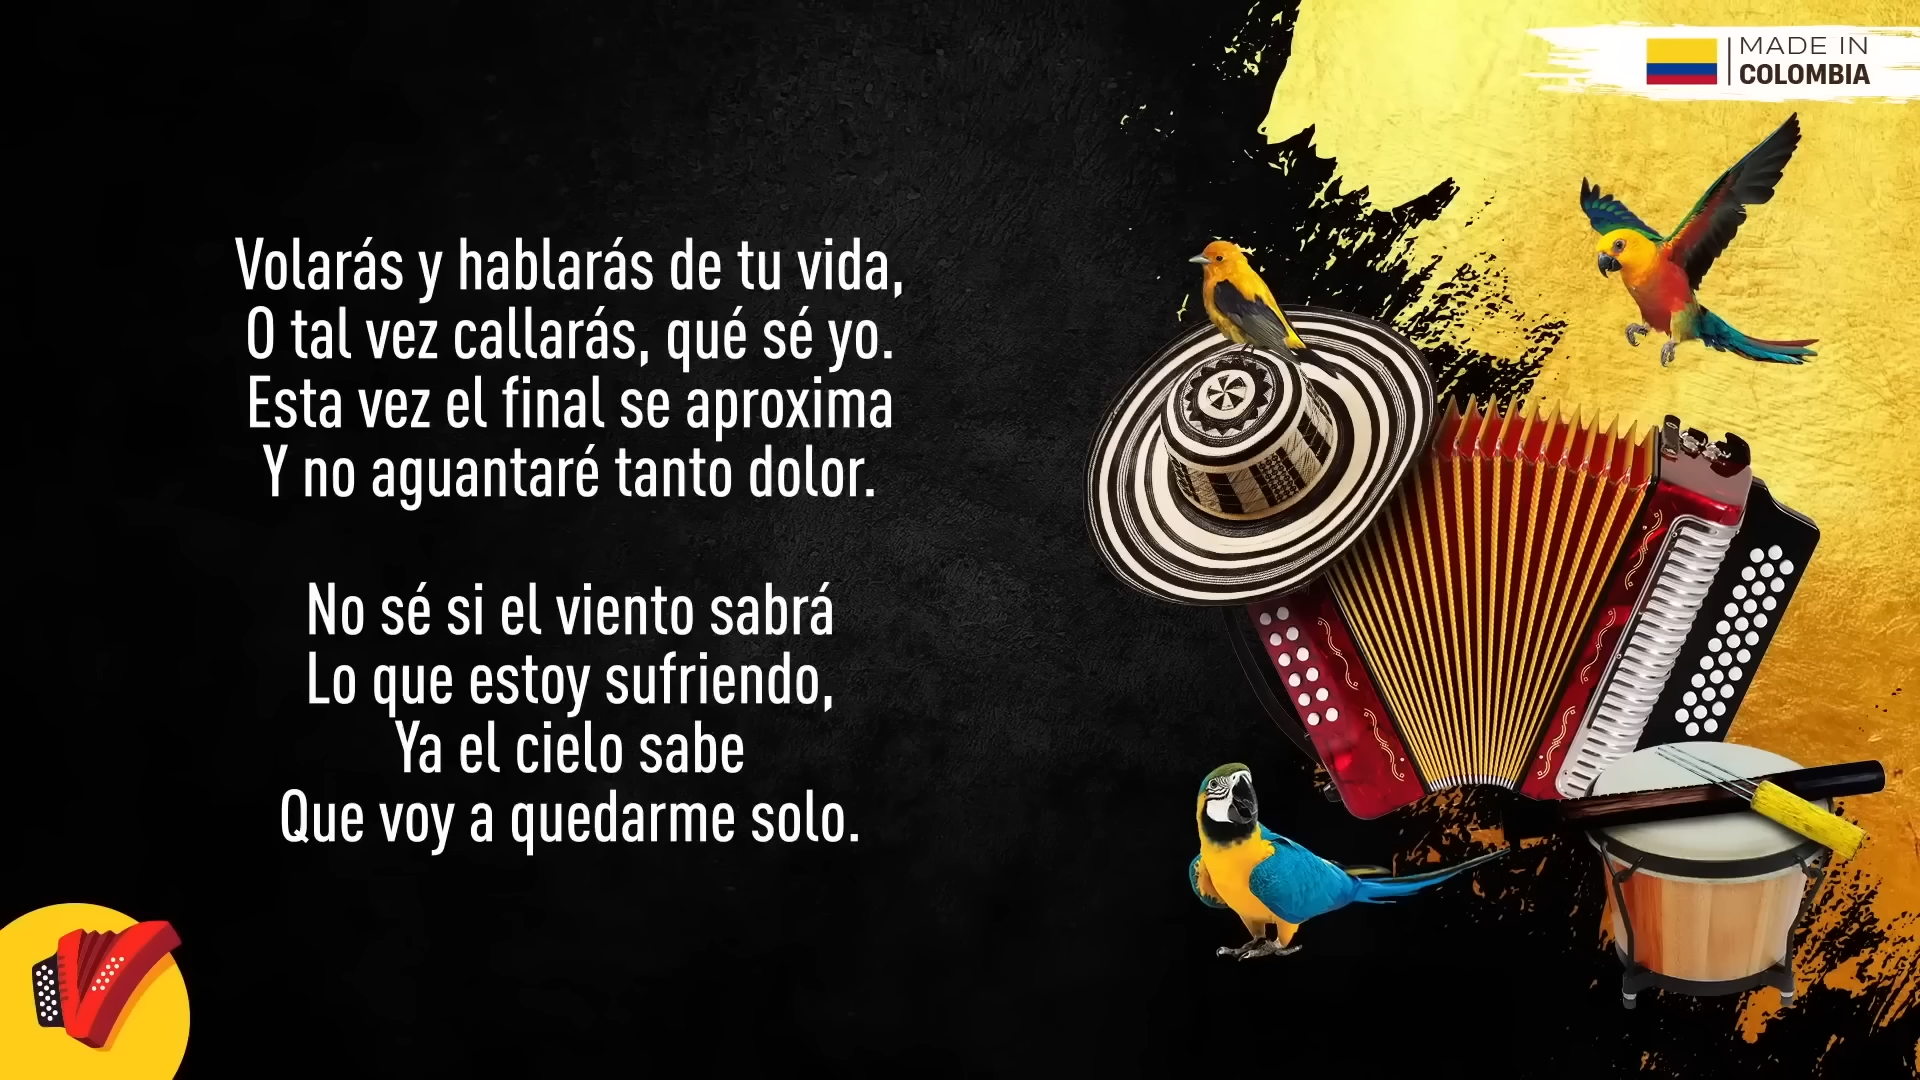 MADE IN
COLOMBIA
Volarás y hablarás de tu vida,
O tal vez callarás, qué sé yo.
Esta vez el final se aproxima
Y no aguantaré tanto dolor.
No sé si el viento sabrá
Lo que estoy sufriendo,
Ya el cielo sabe
Que voy a quedarme solo.